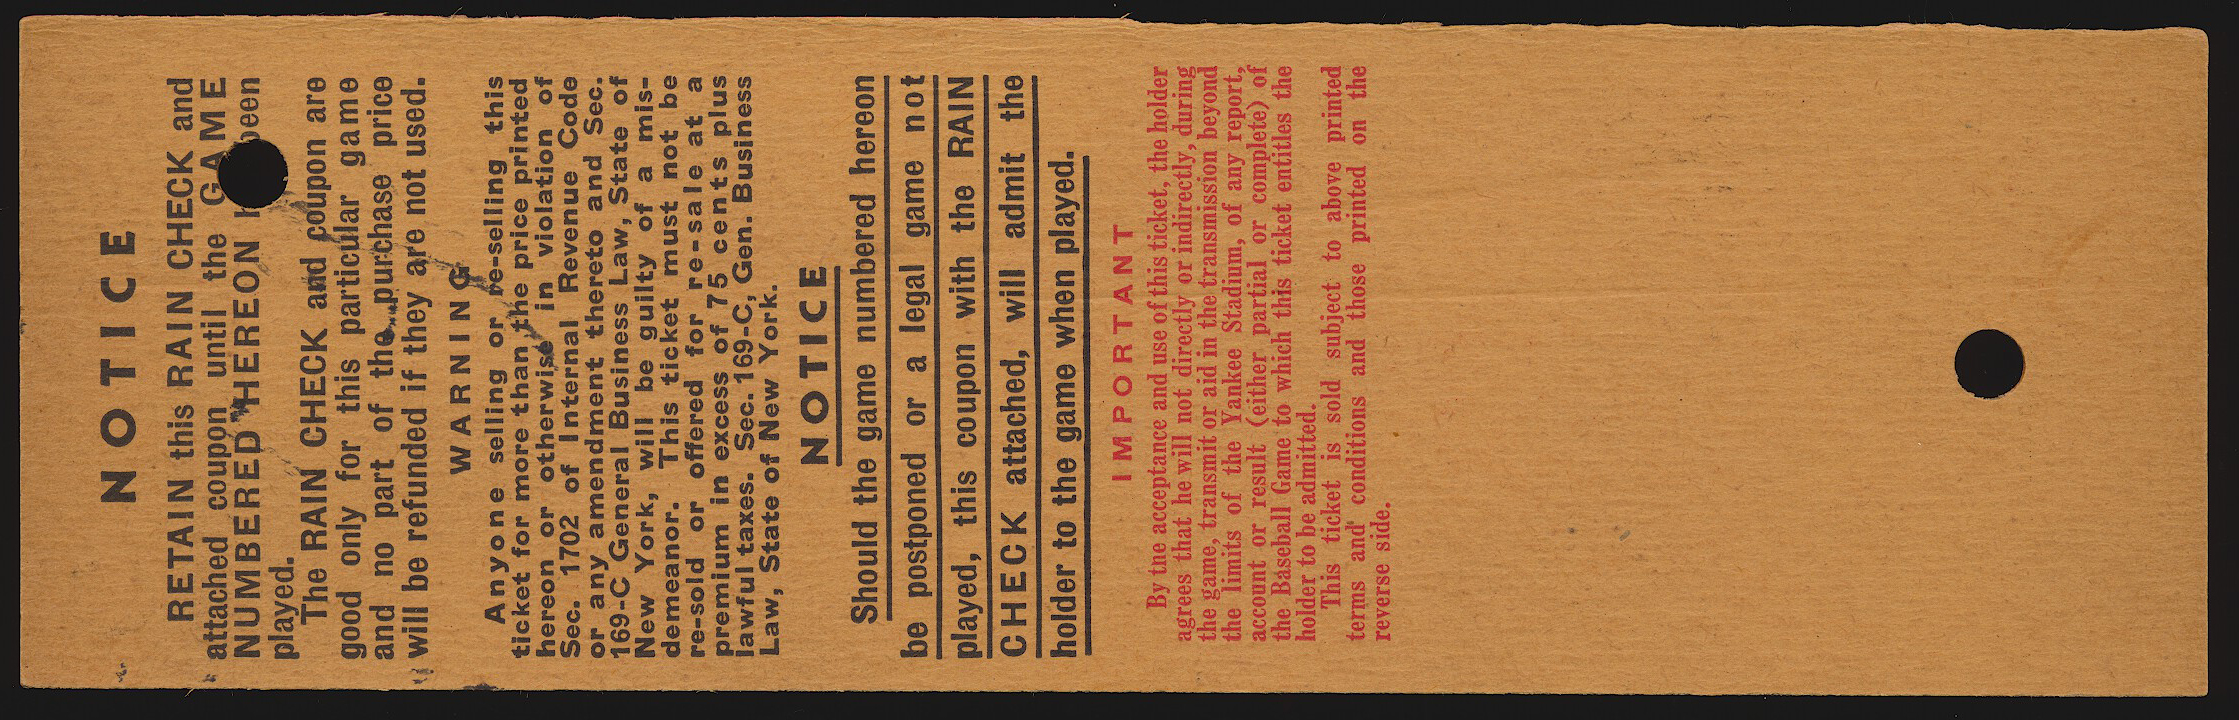 NOTICE
RETAIN this RAIN CHECK and
attached coupon until the GAME
NUMBERED HEREON been
played.
The RAIN CHECK and coupon are
good only for this particular game
and no part of the purchase price
will be refunded if they are not used.
WARNING
Anyone selling or re-selling this
ticket for more than the price printed
hereon or otherwise in violation of
Sec. 1702 of Internal Revenue Code
or any amendment thereto and Sec.
169-C General Business Law, State of
New York, will be guilty of a mis-
demeanor. This ticket must not be
re-sold or offered for re-sale at a
premium in excess of 75 cents plus
lawful taxes. Sec. 169-C, Gen. Business
Law, State of New York.
NOTICE
Should the game numbered hereon
be postponed or a legal game not
played, this coupon with the RAIN
CHECK attached, will admit the
holder to the game when played.
IMPORTANT
By tne acceptance and use of this ticket, the holder
agrees that he will not directly or indirectly, during
the game, transmit or aid in the transmission beyond
the limits of the Yankee Stadium, of any report,
account or result (either partial or complete) of
the Baseball Game to which this ticket entitles the
holder to be admitted.
This ticket is sold subject to above printed
terms and conditions and those printed on the
reverse side.